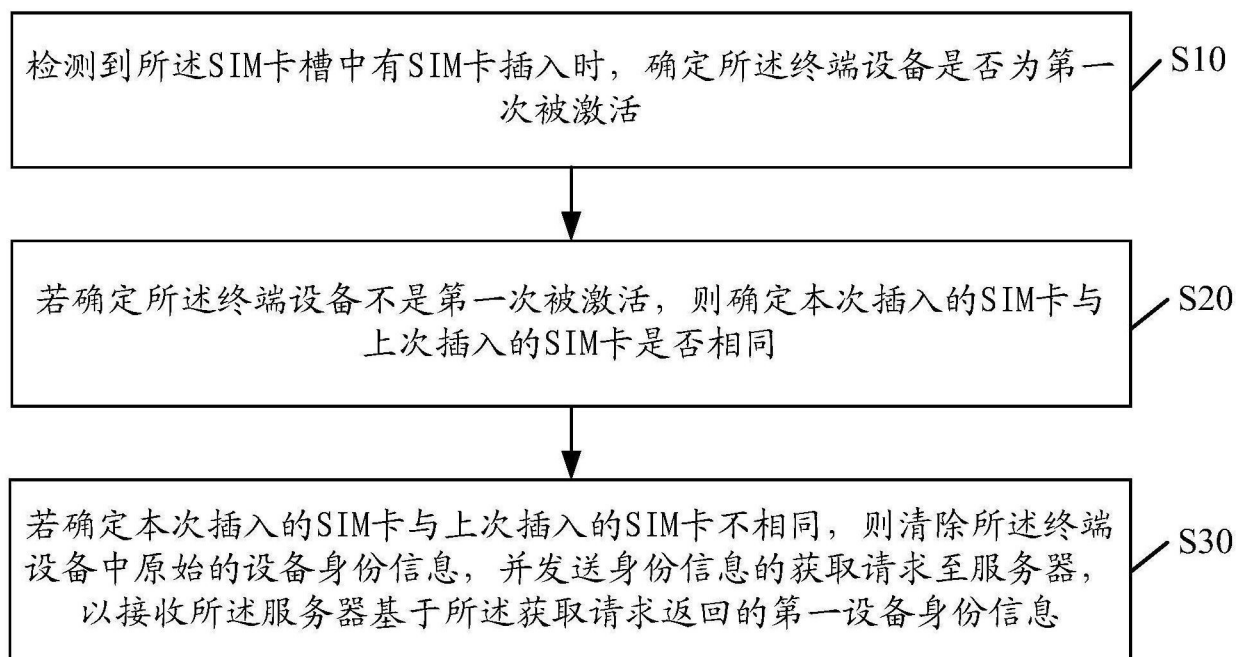 检测到所述SIM卡槽中有SIM卡插入时，确定所述终端设备是否为第一
次被激活
S10
若确定所述终端设备不是第一次被激活，则确定本次插入的SIM卡与
上次插入的SIM卡是否相同
S20
若确定本次插入的SIM卡与上次插入的SIM卡不相同，则清除所述终端
设备中原始的设备身份信息，并发送身份信息的获取请求至服务器，
以接收所述服务器基于所述获取请求返回的第一设备身份信息
S30